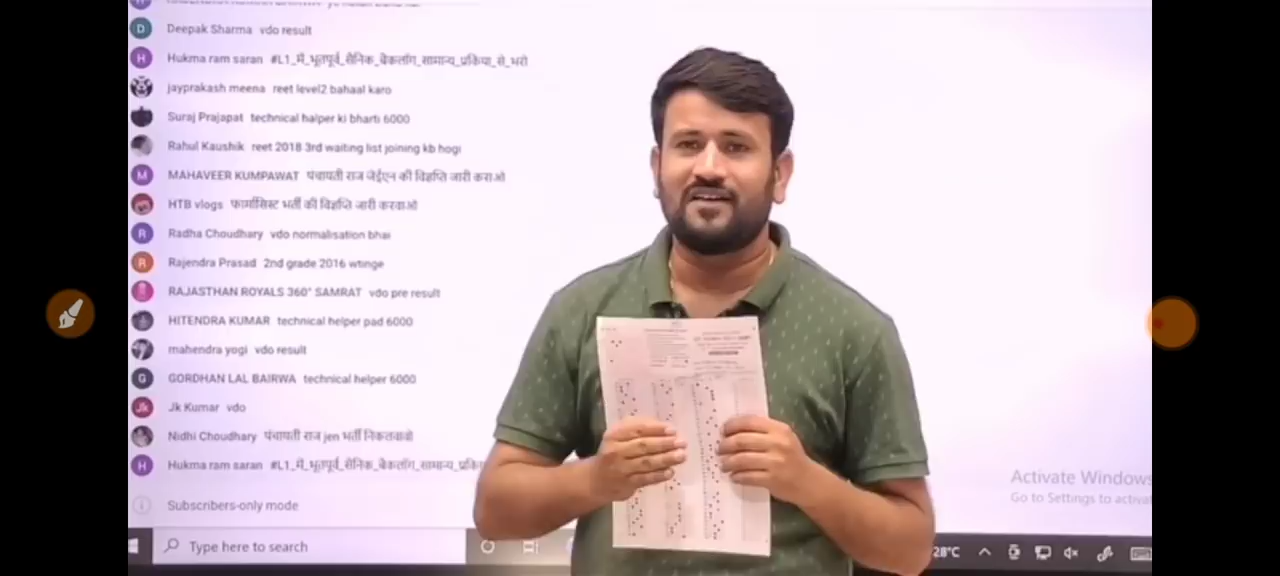 Deepak Sharma vdo result
Hukma ram saran #L1_में_भूतपूर्व_सैनिक_बैकलॉग_सामान्य_प्रकिया_से_भरो
jayprakash meena reet level2 bahaal karo
Suraj Prajapat technical halper ki bharti 6000
Rahul Kaushik reet 2018 3rd waiting list joining kb hogi
MAHAVEER KUMPAWAT पंचायती राज जेईएन की विज्ञप्ति जारी कराओ
HTB vlogs फार्मासिस्ट भर्ती की विज्ञप्ति जारी करवाओ
Radha Choudhary vdo normalisation bhai
Rajendra Prasad 2nd grade 2016 wtinge
RAJASTHAN ROYALS 360° SAMRAT vdo pre result
HITENDRA KUMAR technical helper pad 6000
mahendra yogi vdo result
GORDHAN LAL BAIRWA technical helper 6000
Jk Kumar vdo
Nidhi Choudhary पंचायती राज jen भर्ती निकलवावो
Hukma ram saran #L1_में_भूतपूर्व_सैनिक_बैकलॉग_सामान्य_प्रकि
Subscribers-only mode
Activate Windows
Go to Settings to activat
Type here to search
28°C